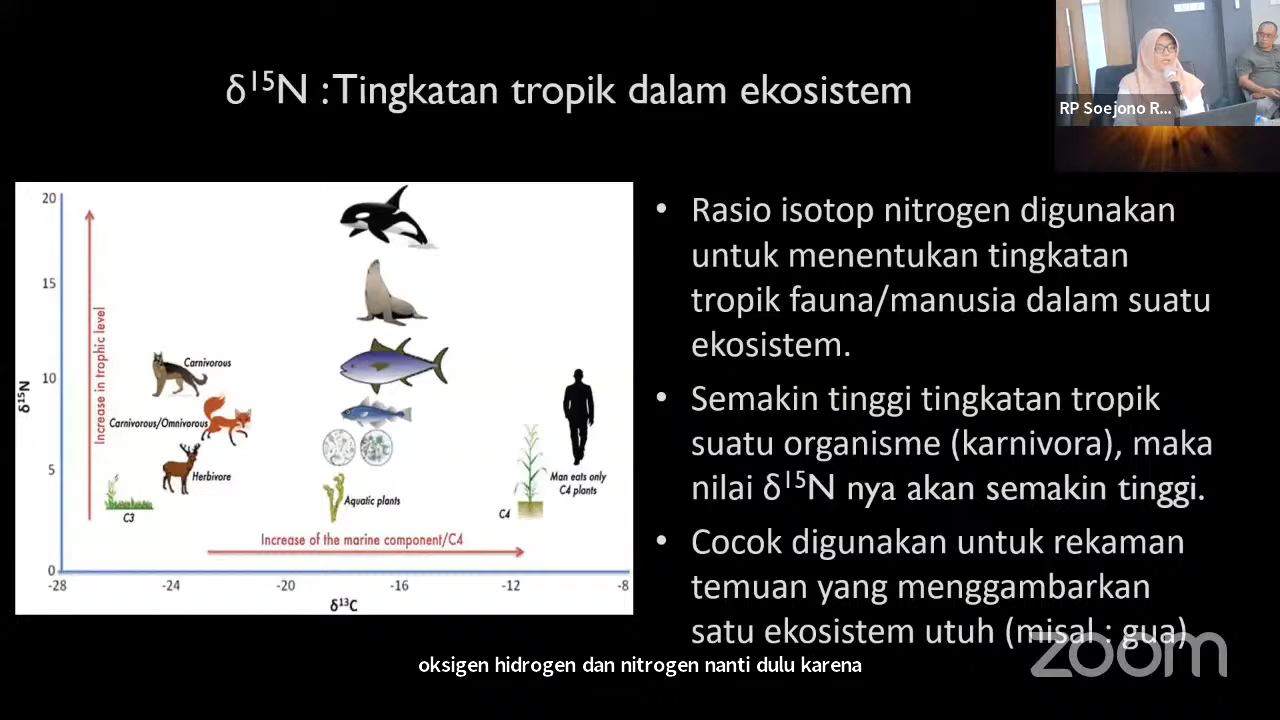 δ¹⁵N : Tingkatan tropik dalam ekosistem
RP Soejono R...
20
15
10
5
0
δ¹⁵N
Increase in trophic level
Carnivorous
Carnivorous/Omnivorous
Herbivore
C3
Aquatic plants
C4
Man eats only
C4 plants
Increase of the marine component/C4
-28
-24
-20
-16
-12
-8
δ¹³C
• Rasio isotop nitrogen digunakan
untuk menentukan tingkatan
tropik fauna/manusia dalam suatu
ekosistem.
• Semakin tinggi tingkatan tropik
suatu organisme (karnivora), maka
nilai δ¹⁵N nya akan semakin tinggi.
• Cocok digunakan untuk rekaman
temuan yang menggambarkan
satu ekosistem utuh (misal : gua)
zoom
oksigen hidrogen dan nitrogen nanti dulu karena